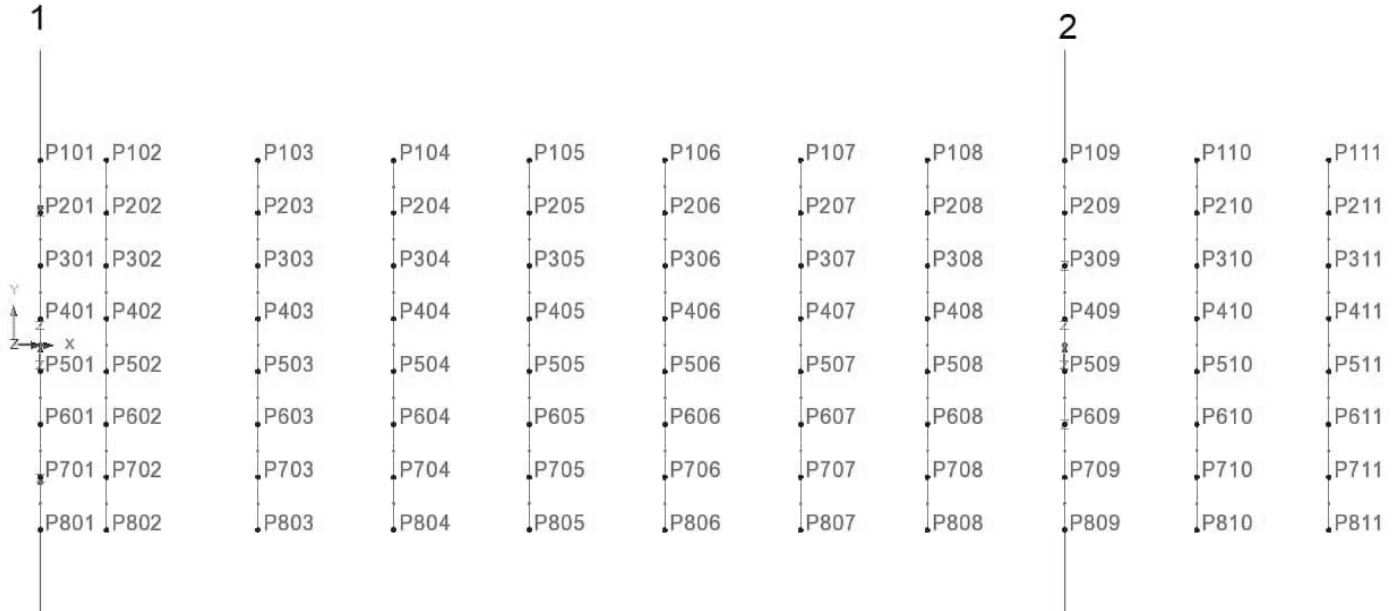 1 2
P101 P102 P103 P104 P105 P106 P107 P108 P109 P110 P111
P201 P202 P203 P204 P205 P206 P207 P208 P209 P210 P211
P301 P302 P303 P304 P305 P306 P307 P308 P309 P310 P311
Y
P401 P402 P403 P404 P405 P406 P407 P408 P409 P410 P411
Z X
P501 P502 P503 P504 P505 P506 P507 P508 P509 P510 P511
P601 P602 P603 P604 P605 P606 P607 P608 P609 P610 P611
P701 P702 P703 P704 P705 P706 P707 P708 P709 P710 P711
P801 P802 P803 P804 P805 P806 P807 P808 P809 P810 P811